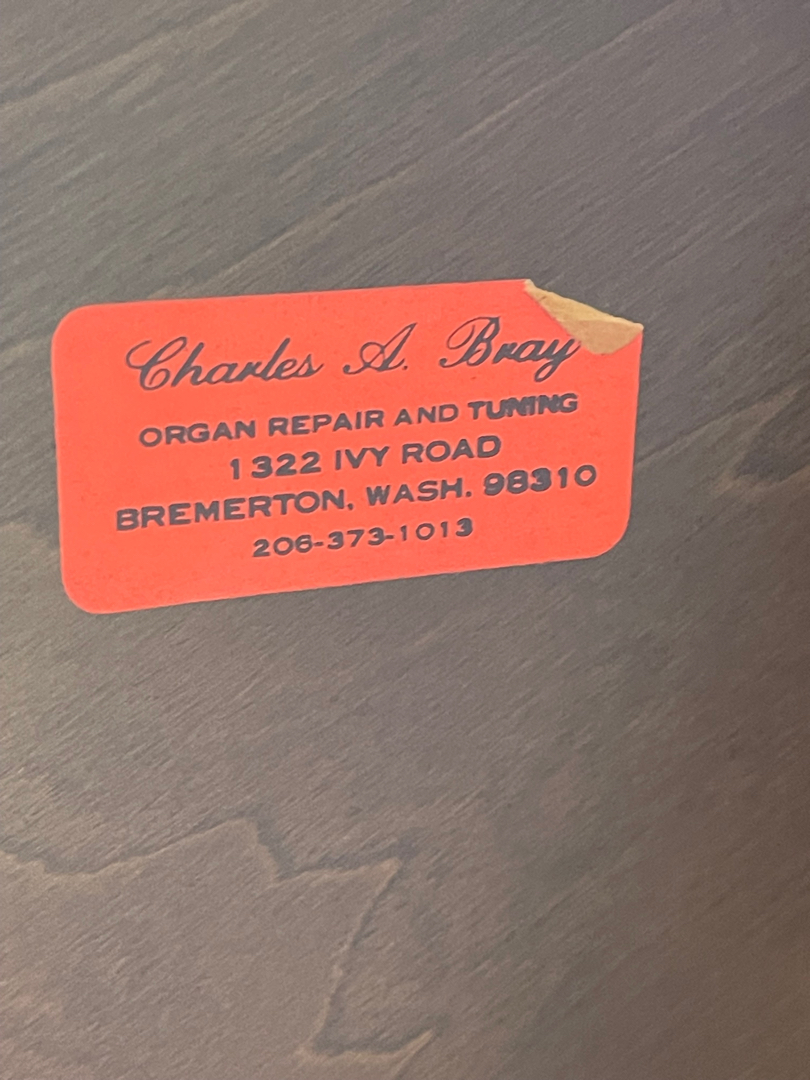 Charles A. Bray
ORGAN REPAIR AND TUNING
1322 IVY ROAD
BREMERTON, WASH. 98310
206-373-1013